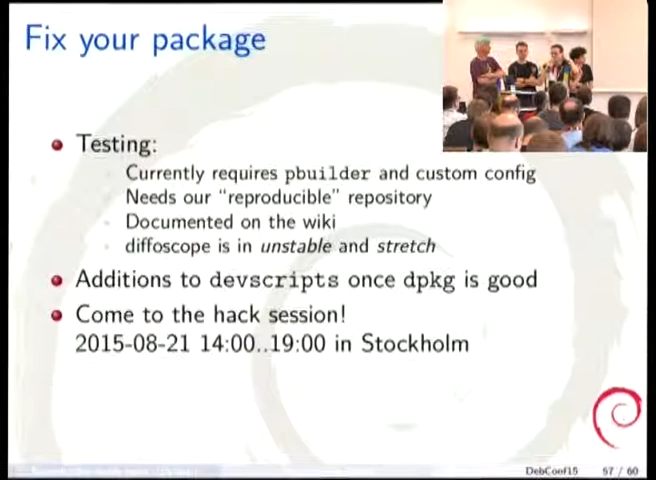 Fix your package
Testing:
Currently requires pbuilder and custom config
Needs our “reproducible” repository
Documented on the wiki
diffoscope is in unstable and stretch
Additions to devscripts once dpkg is good
Come to the hack session!
2015-08-21 14:00..19:00 in Stockholm
DebConf15
57 / 60